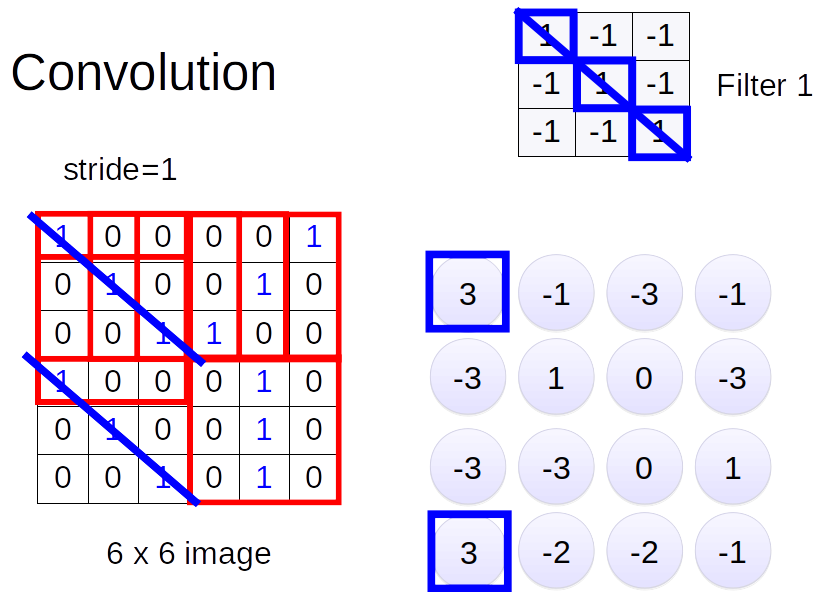 Convolution
1 -1 -1
-1 1 -1
-1 -1 1
Filter 1
stride=1
1 0 0 0 0 1
0 1 0 0 1 0
0 0 1 1 0 0
1 0 0 0 1 0
0 1 0 0 1 0
0 0 1 0 1 0
6 x 6 image
3 -1 -3 -1
-3 1 0 -3
-3 -3 0 1
3 -2 -2 -1